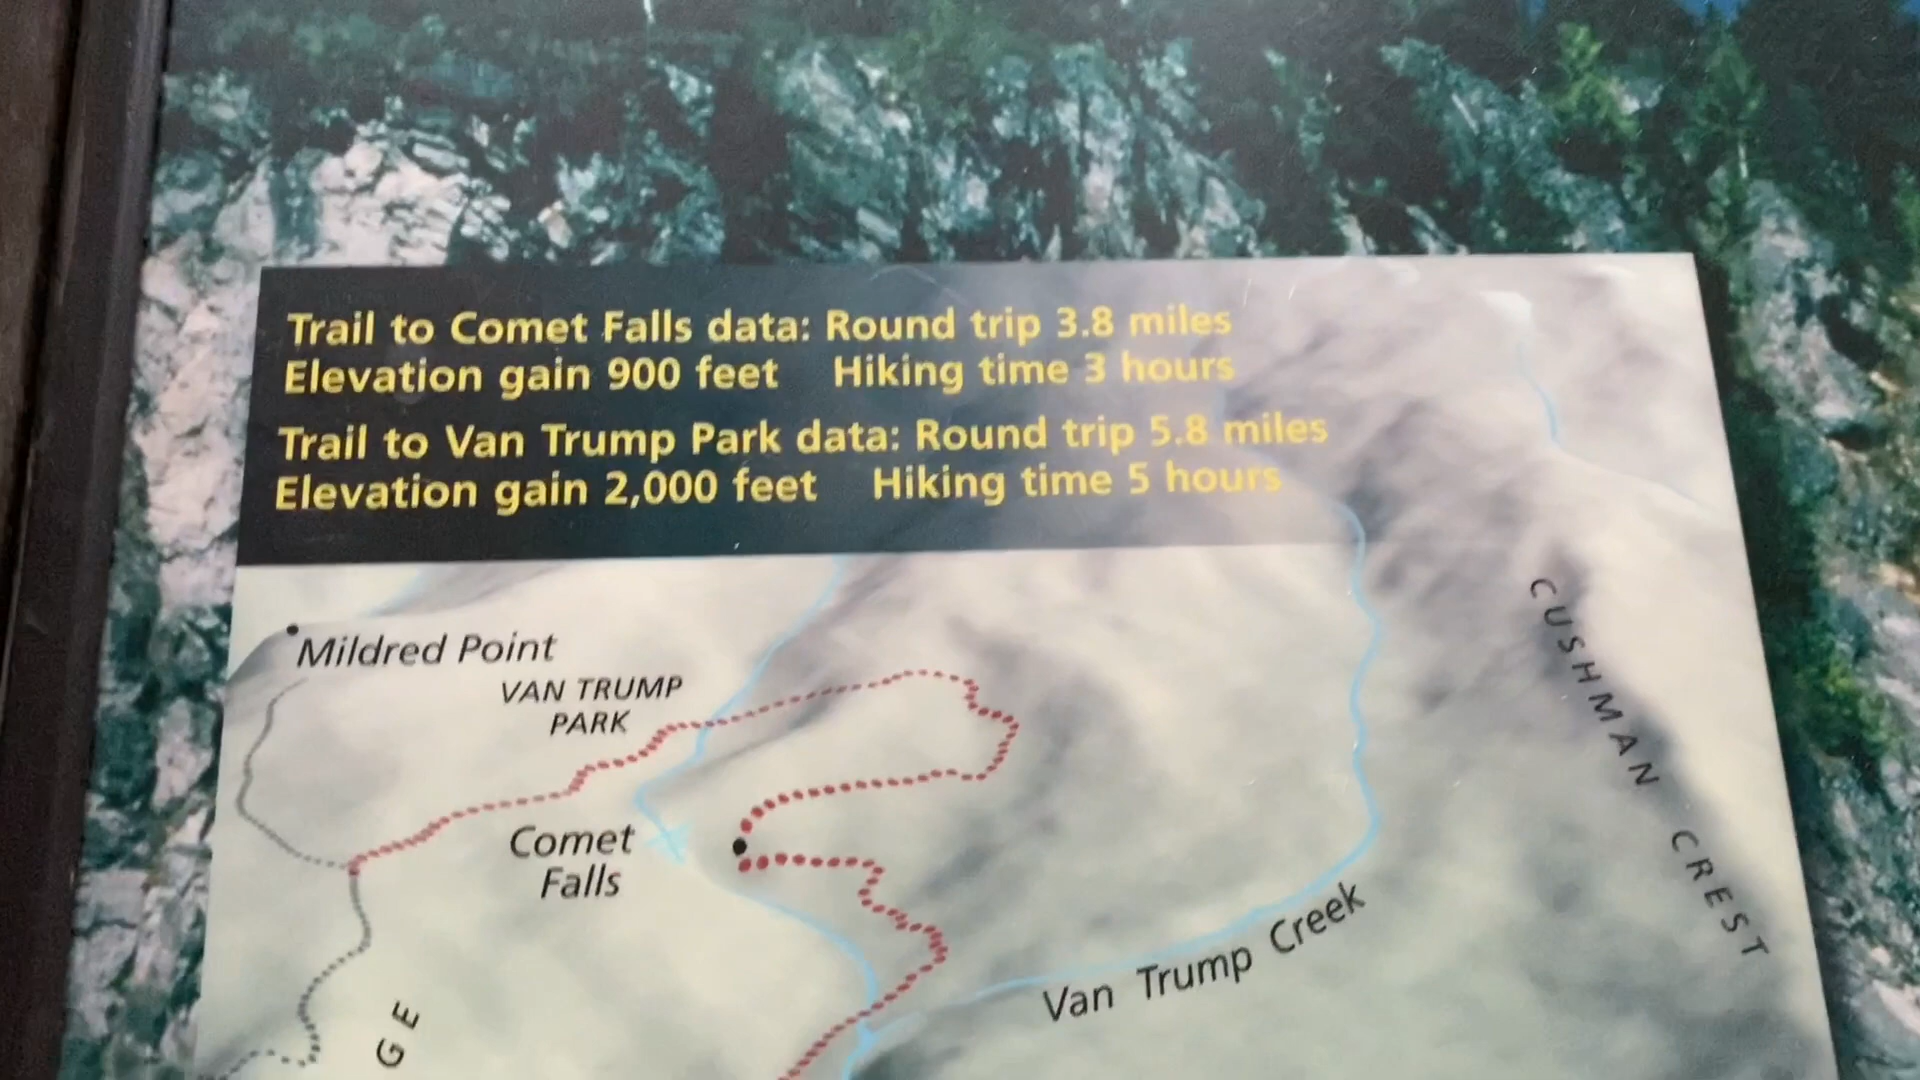 Trail to Comet Falls data: Round trip 3.8 miles
Elevation gain 900 feet Hiking time 3 hours
Trail to Van Trump Park data: Round trip 5.8 miles
Elevation gain 2,000 feet Hiking time 5 hours
Mildred Point
VAN TRUMP
PARK
CUSHMAN CREST
Comet
Falls
Van Trump Creek
GE